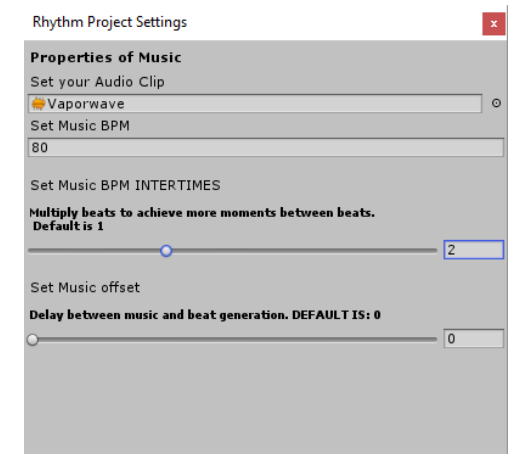 Rhythm Project Settings
x
Properties of Music
Set your Audio Clip
Vaporwave
Set Music BPM
80
Set Music BPM INTERTIMES
Multiply beats to achieve more moments between beats.
Default is 1
2
Set Music offset
Delay between music and beat generation. DEFAULT IS: 0
0